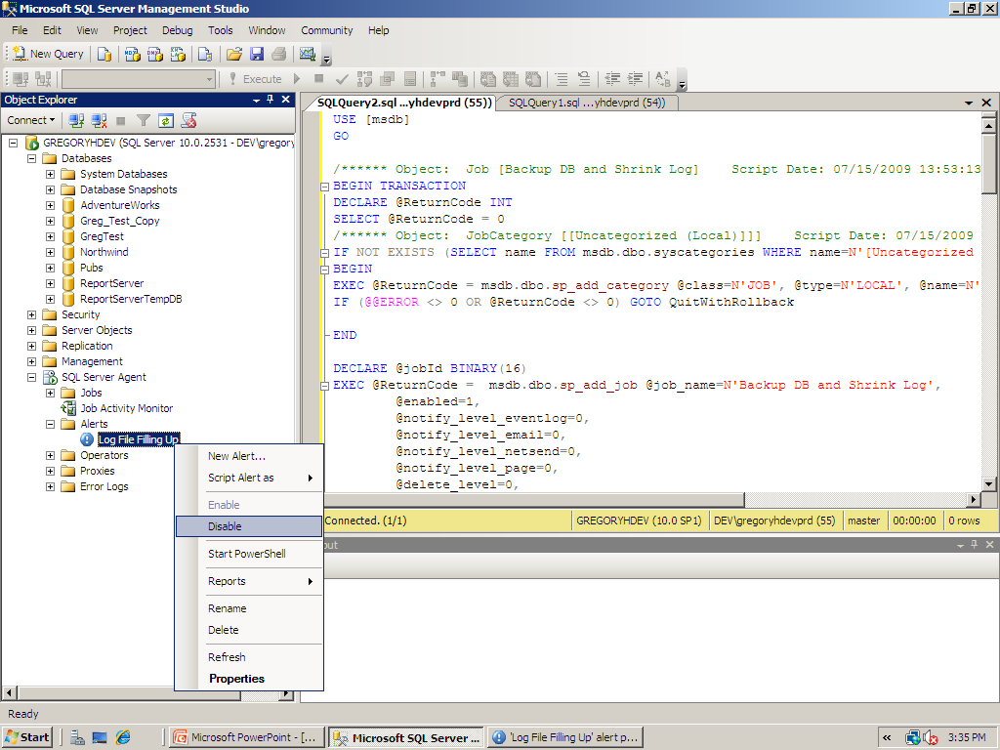 Microsoft SQL Server Management Studio
File Edit View Project Debug Tools Window Community Help
New Query
Execute
Object Explorer
Connect
GREGORYHDEV (SQL Server 10.0.2531 - DEV\gregory
Databases
System Databases
Database Snapshots
AdventureWorks
Greg_Test_Copy
GregTest
Northwind
Pubs
ReportServer
ReportServerTempDB
Security
Server Objects
Replication
Management
SQL Server Agent
Jobs
Job Activity Monitor
Alerts
Log File Filling Up
Operators
Proxies
Error Logs
New Alert...
Script Alert as
Enable
Disable
Start PowerShell
Reports
Rename
Delete
Refresh
Properties
SQLQuery2.sql ...yhdevprd (55)) SQLQuery1.sql ...yhdevprd (54))
USE [msdb]
GO
/****** Object:  Job [Backup DB and Shrink Log]    Script Date: 07/15/2009 13:53:13
BEGIN TRANSACTION
DECLARE @ReturnCode INT
SELECT @ReturnCode = 0
/****** Object:  JobCategory [[Uncategorized (Local)]]]    Script Date: 07/15/2009
IF NOT EXISTS (SELECT name FROM msdb.dbo.syscategories WHERE name=N'[Uncategorized
BEGIN
EXEC @ReturnCode = msdb.dbo.sp_add_category @class=N'JOB', @type=N'LOCAL', @name=N'
IF (@@ERROR <> 0 OR @ReturnCode <> 0) GOTO QuitWithRollback
END
DECLARE @jobId BINARY(16)
EXEC @ReturnCode =  msdb.dbo.sp_add_job @job_name=N'Backup DB and Shrink Log',
@enabled=1,
@notify_level_eventlog=0,
@notify_level_email=0,
@notify_level_netsend=0,
@notify_level_page=0,
@delete_level=0,
Connected. (1/1) GREGORYHDEV (10.0 SP1) DEV\gregoryhdevprd (55) master 00:00:00 0 rows
Ready
Start Microsoft PowerPoint - [... Microsoft SQL Server ... 'Log File Filling Up' alert p... 3:35 PM